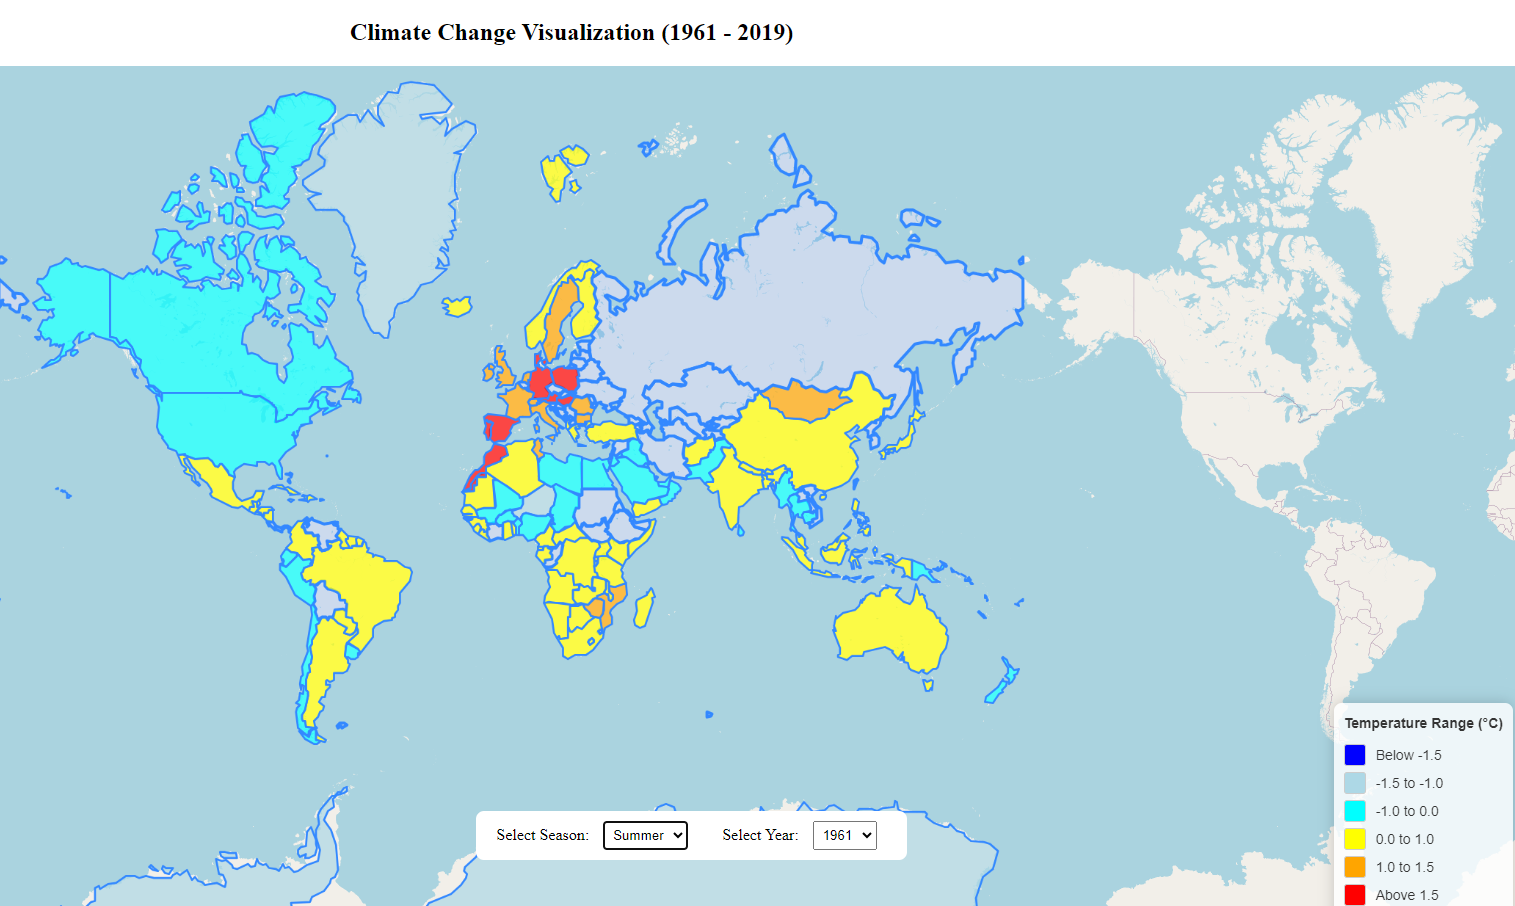 Climate Change Visualization (1961 - 2019)
Temperature Range (°C)
Below -1.5
-1.5 to -1.0
-1.0 to 0.0
0.0 to 1.0
1.0 to 1.5
Above 1.5
Select Season: Summer Select Year: 1961